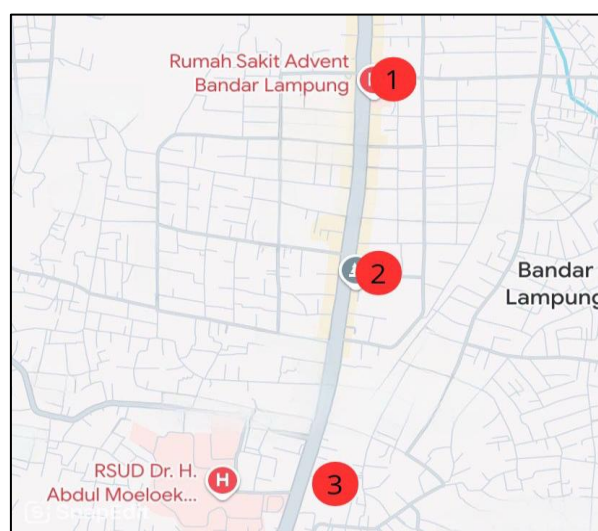 Rumah Sakit Advent
Bandar Lampung
1
2
Bandar
Lampung
RSUD Dr. H.
Abdul Moeloek...
H
3